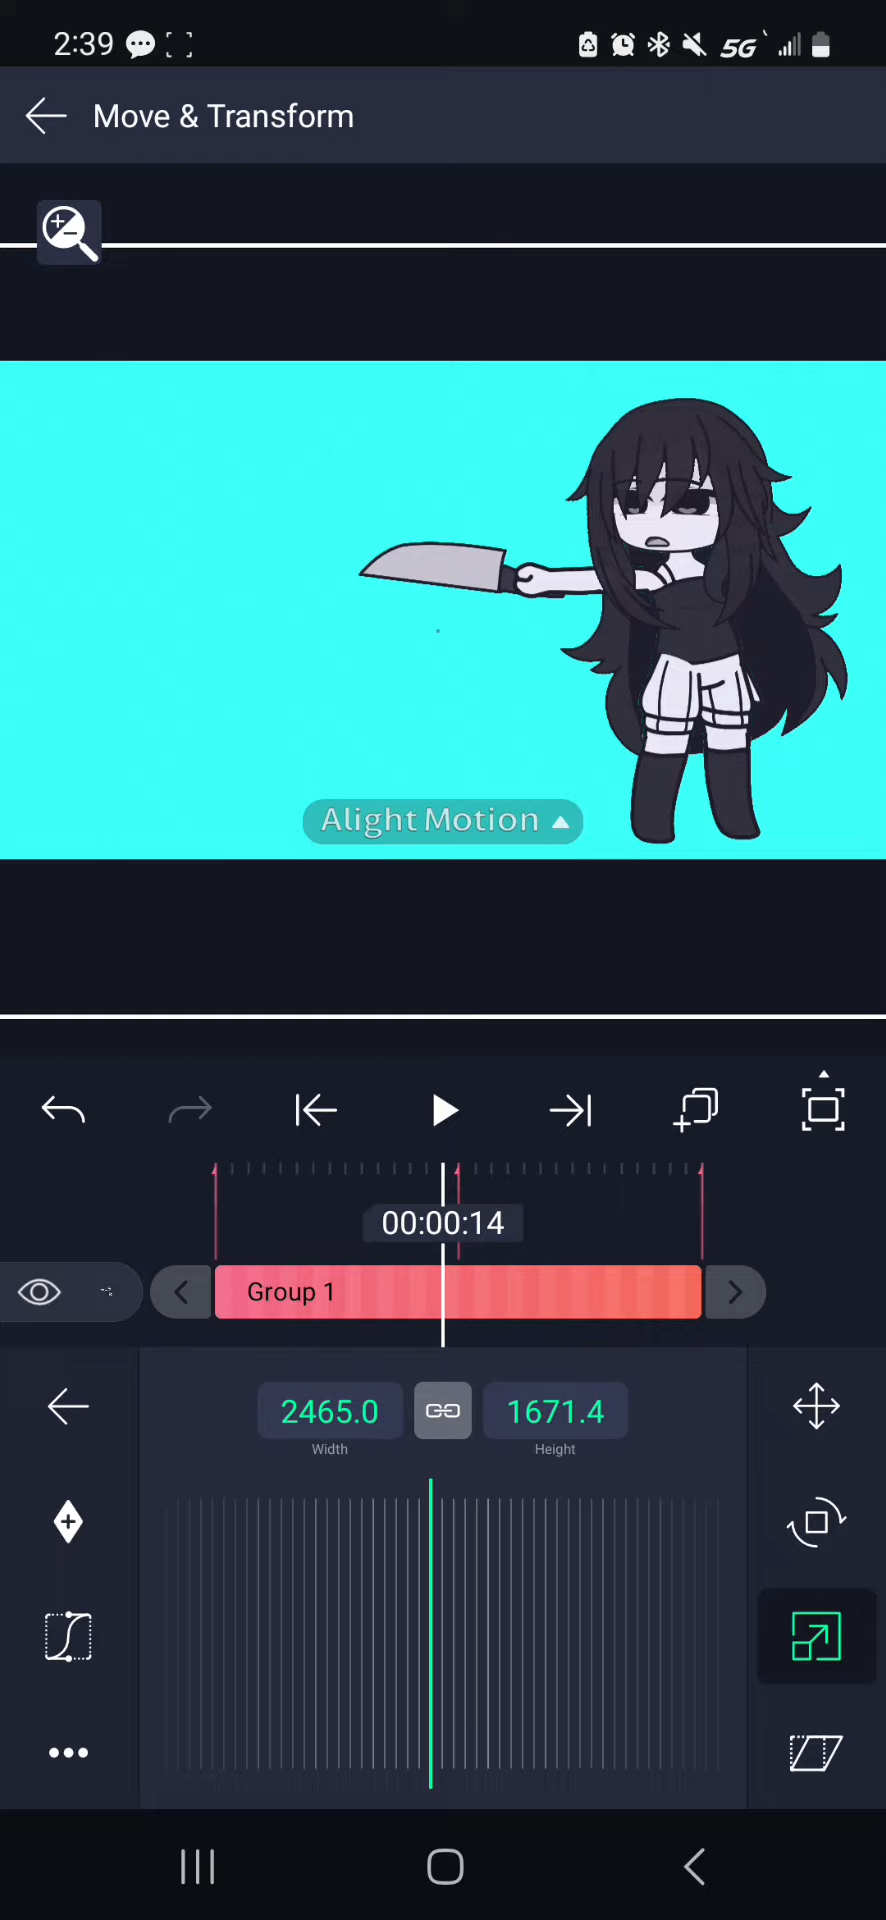 2:39
5G
Move & Transform
Alight Motion
00:00:14
Group 1
2465.0
1671.4
Width
Height